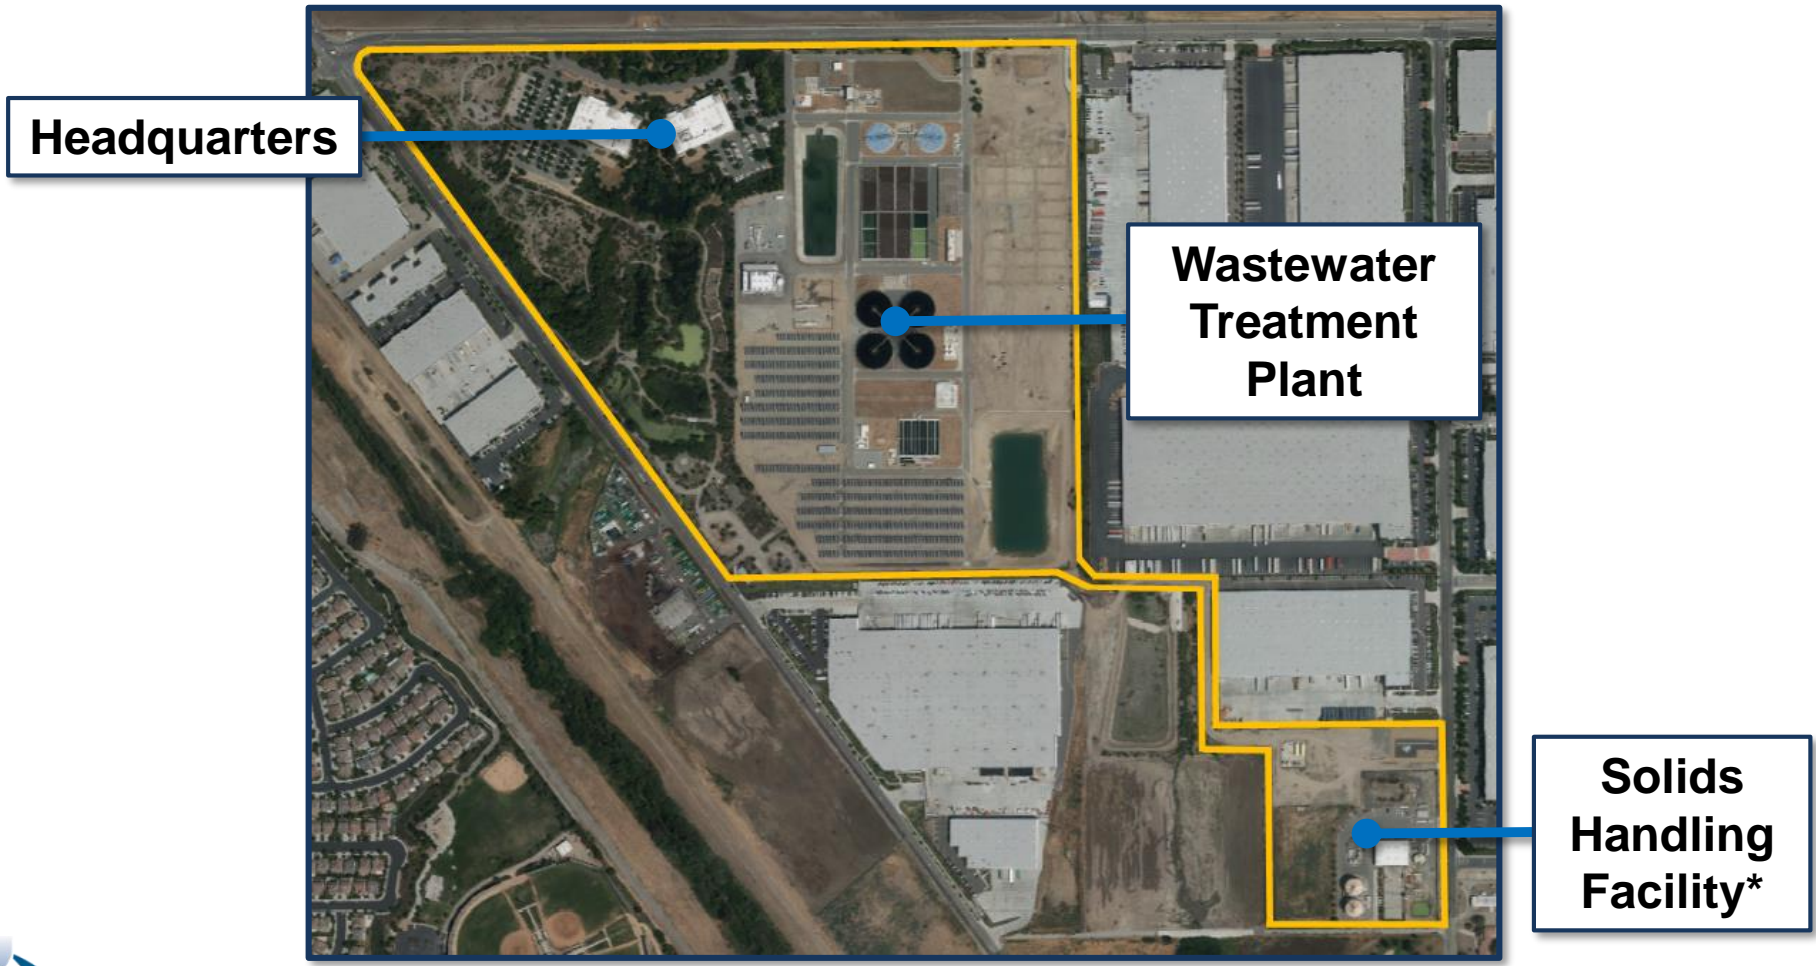 Headquarters
Wastewater
Treatment
Plant
Solids
Handling
Facility*